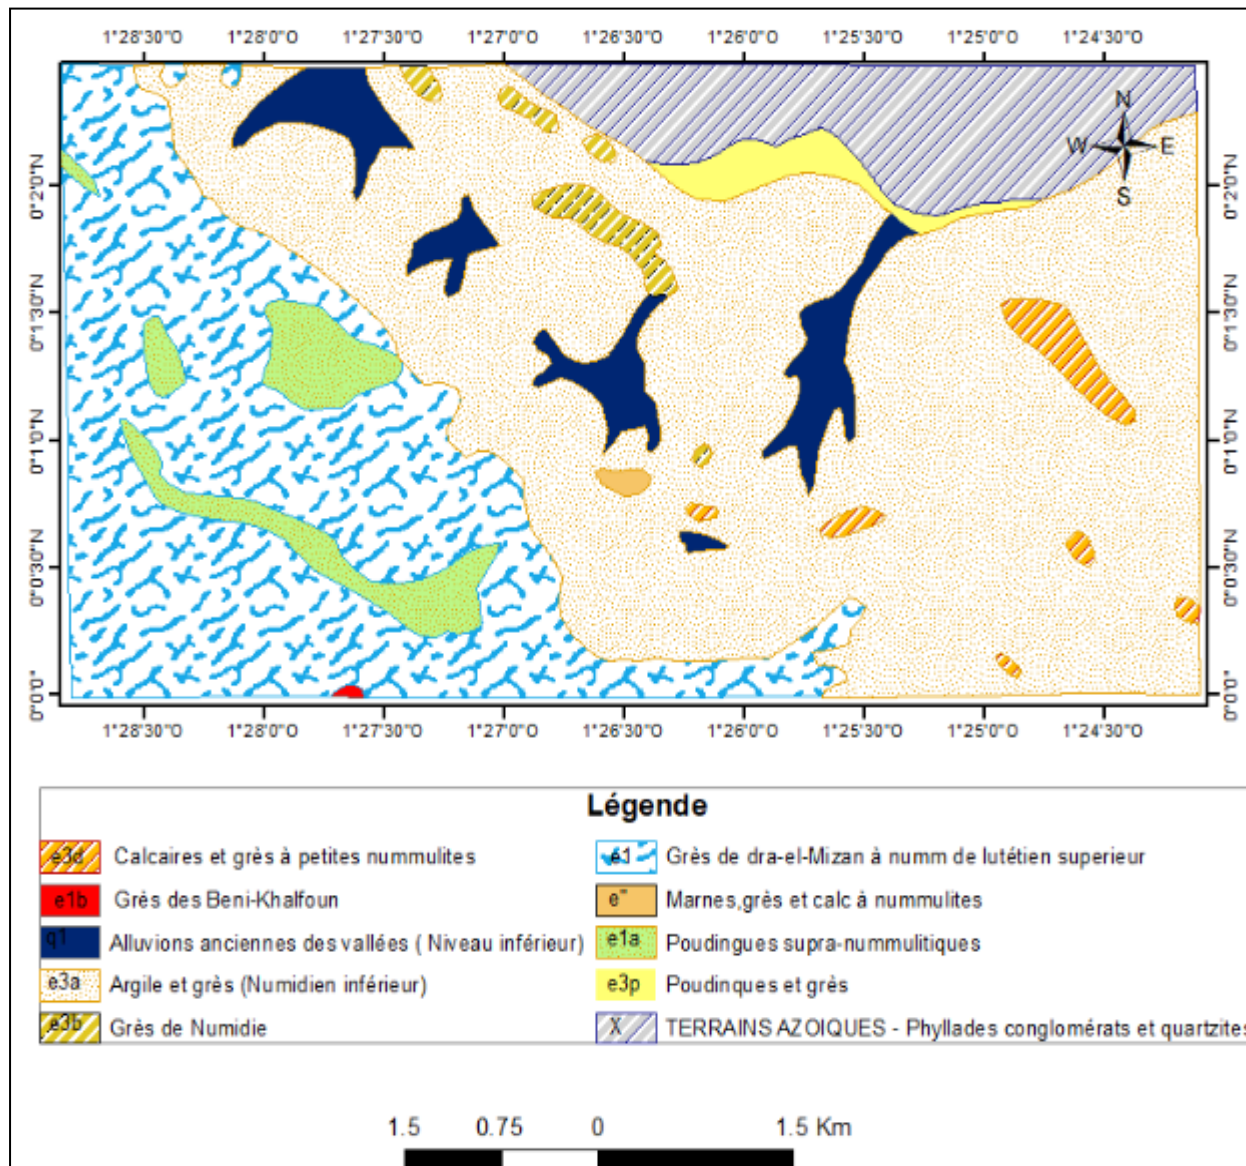 1°28'30"O 1°28'0"O 1°27'30"O 1°27'0"O 1°26'30"O 1°26'0"O 1°25'30"O 1°25'0"O 1°24'30"O
N
W E
S
0°2'0"N 0°2'0"N
0°1'30"N 0°1'30"N
0°1'0"N 0°1'0"N
0°0'30"N 0°0'30"N
0°0'0" 0°0'0"
1°28'30"O 1°28'0"O 1°27'30"O 1°27'0"O 1°26'30"O 1°26'0"O 1°25'30"O 1°25'0"O 1°24'30"O
Légende
e3d Calcaires et grès à petites nummulites
e1b Grès des Beni-Khalfoun
q1 Alluvions anciennes des vallées ( Niveau inférieur)
e3a Argile et grès (Numidien inférieur)
e3b Grès de Numidie
e1 Grès de dra-el-Mizan à numm de lutétien superieur
e" Marnes,grès et calc à nummulites
e1a Poudingues supra-nummulitiques
e3p Poudinques et grès
X TERRAINS AZOIQUES - Phyllades conglomérats et quartzites
1.5 0.75 0 1.5 Km